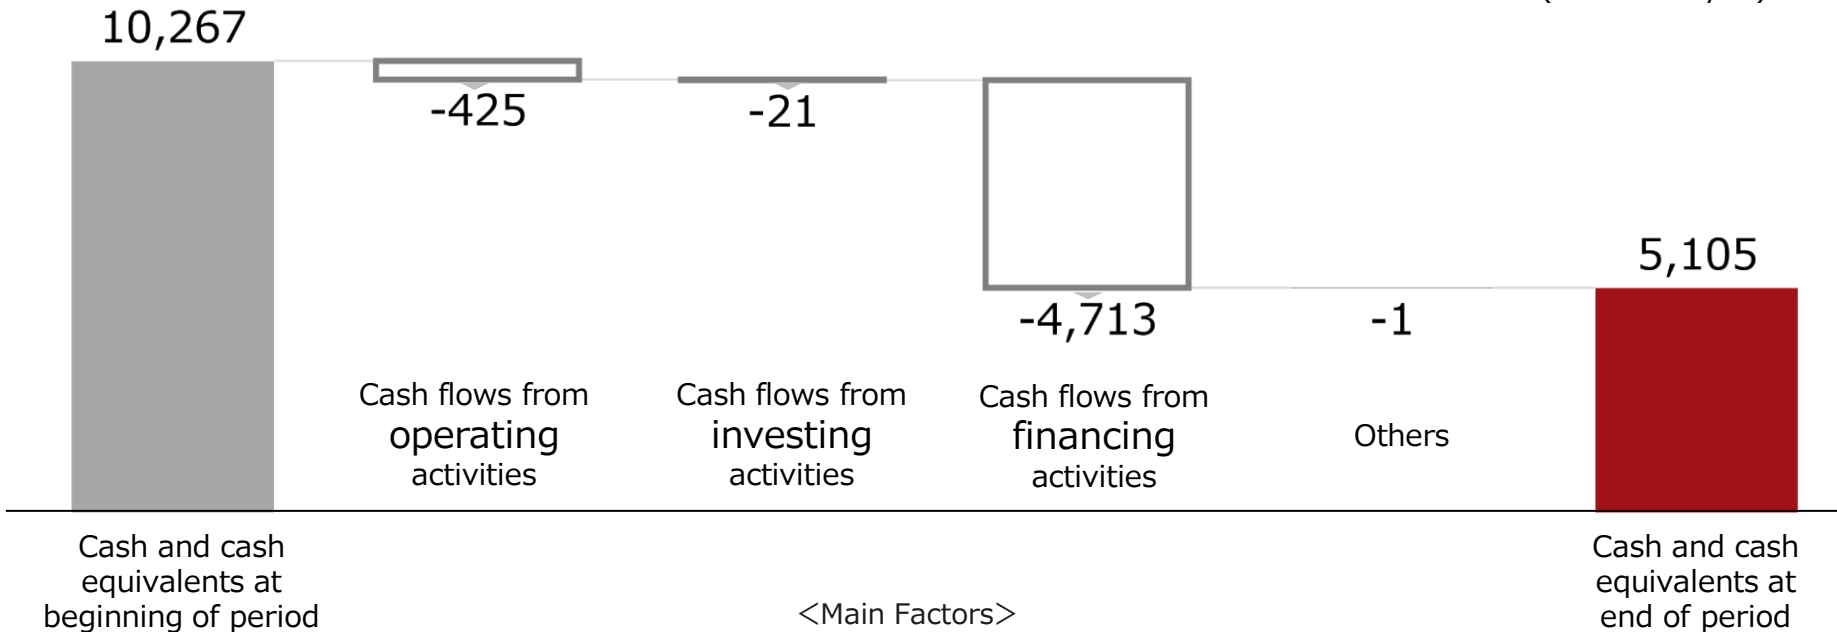 10,267
-425
-21
-4,713
-1
5,105
Cash flows from
operating
activities
Cash flows from
investing
activities
Cash flows from
financing
activities
Others
Cash and cash
equivalents at
beginning of period
<Main Factors>
Cash and cash
equivalents at
end of period